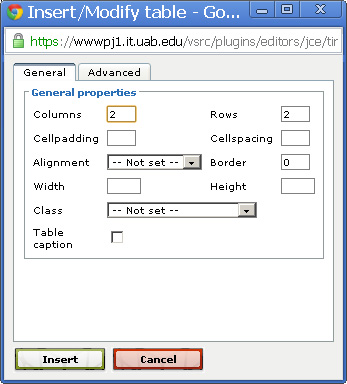 Insert/Modify table - Go...
https://wwwpj1.it.uab.edu/vsrc/plugins/editors/jce/tir
General Advanced
General properties
Columns 2 Rows 2
Cellpadding Cellspacing
Alignment -- Not set -- Border 0
Width Height
Class -- Not set --
Table
caption
Insert Cancel